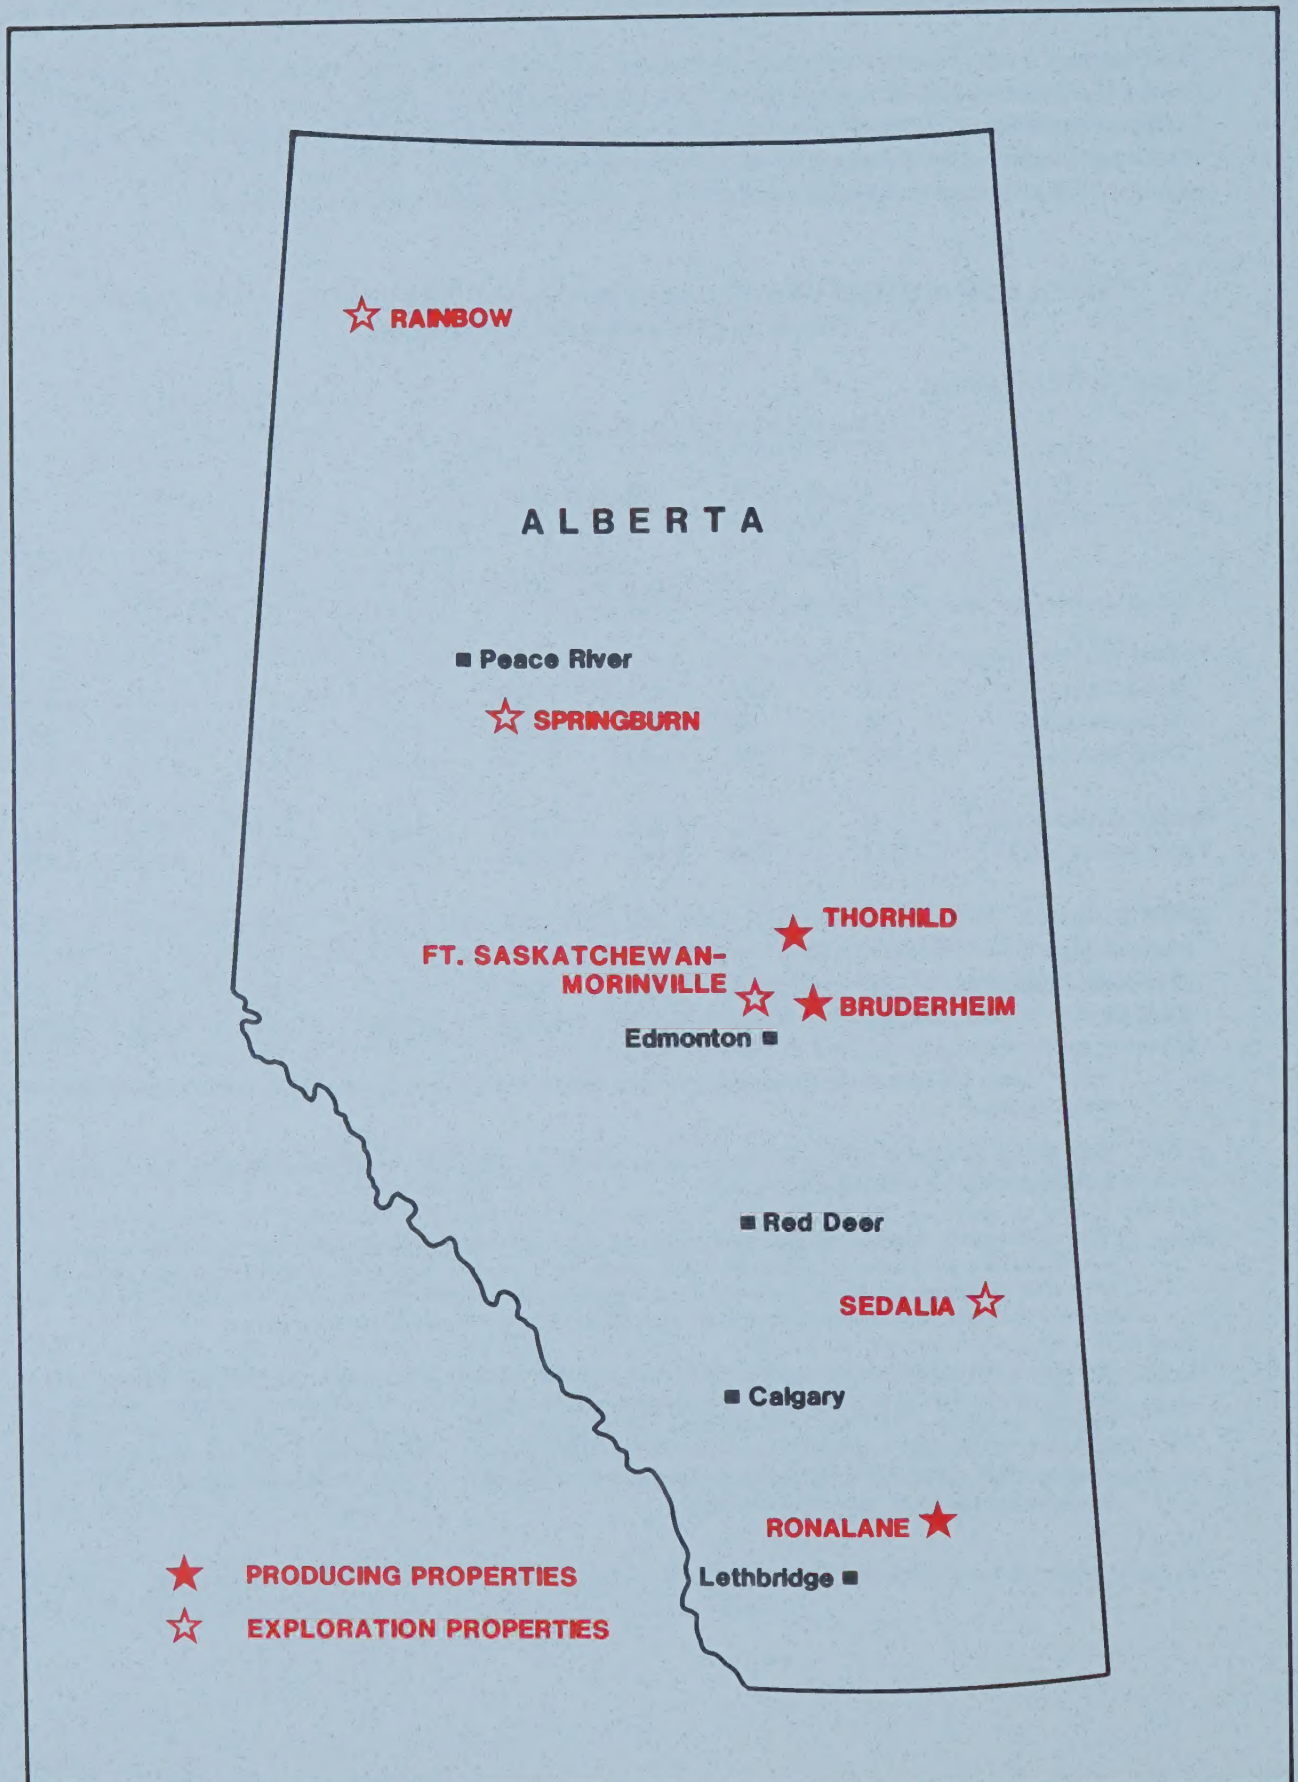 RAINBOW
ALBERTA
Peace River
SPRINGBURN
THORHILD
FT. SASKATCHEWAN-
MORINVILLE
BRUDERHEIM
Edmonton
Red Deer
SEDALIA
Calgary
RONALANE
Lethbridge
PRODUCING PROPERTIES
EXPLORATION PROPERTIES